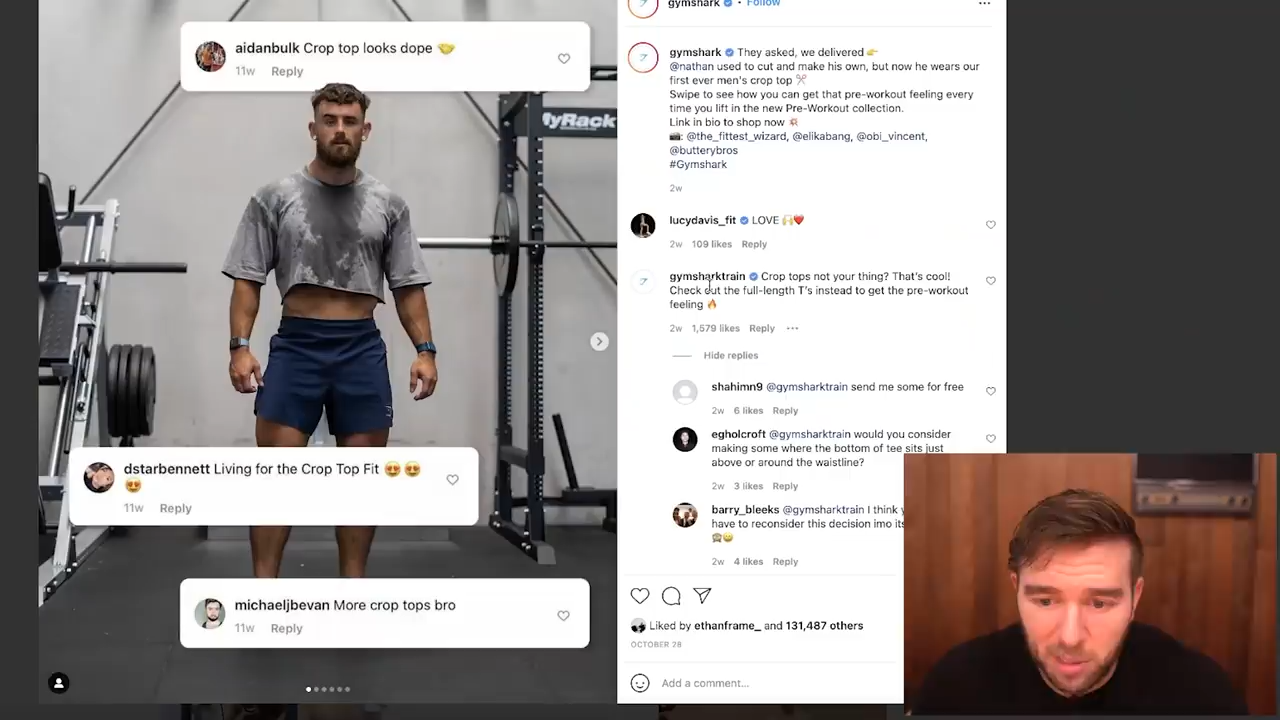 aidanbulk Crop top looks dope
11w Reply
yRack
dstarbennett Living for the Crop Top Fit
11w Reply
michaeljbevan More crop tops bro
11w Reply
gymshark • Follow
gymshark They asked, we delivered
@nathan used to cut and make his own, but now he wears our
first ever men's crop top
Swipe to see how you can get that pre-workout feeling every
time you lift in the new Pre-Workout collection.
Link in bio to shop now
: @the_fittest_wizard, @elikabang, @obi_vincent,
@butterybros
#Gymshark
2w
lucydavis_fit LOVE
2w 109 likes Reply
gymsharktrain Crop tops not your thing? That's cool!
Check out the full-length T's instead to get the pre-workout
feeling
2w 1,579 likes Reply
Hide replies
shahimn9 @gymsharktrain send me some for free
2w 6 likes Reply
egholcroft @gymsharktrain would you consider
making some where the bottom of tee sits just
above or around the waistline?
2w 3 likes Reply
barry_bleeks @gymsharktrain I think
have to reconsider this decision imo its
2w 4 likes Reply
Liked by ethanframe_ and 131,487 others
OCTOBER 28
Add a comment...